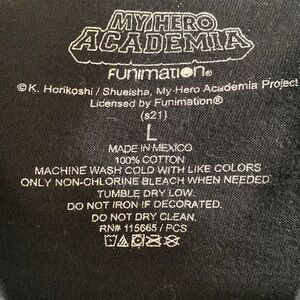 MY HERO
ACADEMIA
FUNIMATION®
©K. Horikoshi / Shueisha, My Hero Academia Project
Licensed by Funimation®
(s21)
L
MADE IN MEXICO
100% COTTON
MACHINE WASH COLD WITH LIKE COLORS
ONLY NON-CHLORINE BLEACH WHEN NEEDED
TUMBLE DRY LOW.
DO NOT IRON IF DECORATED.
DO NOT DRY CLEAN.
RN# 115665 / PCS